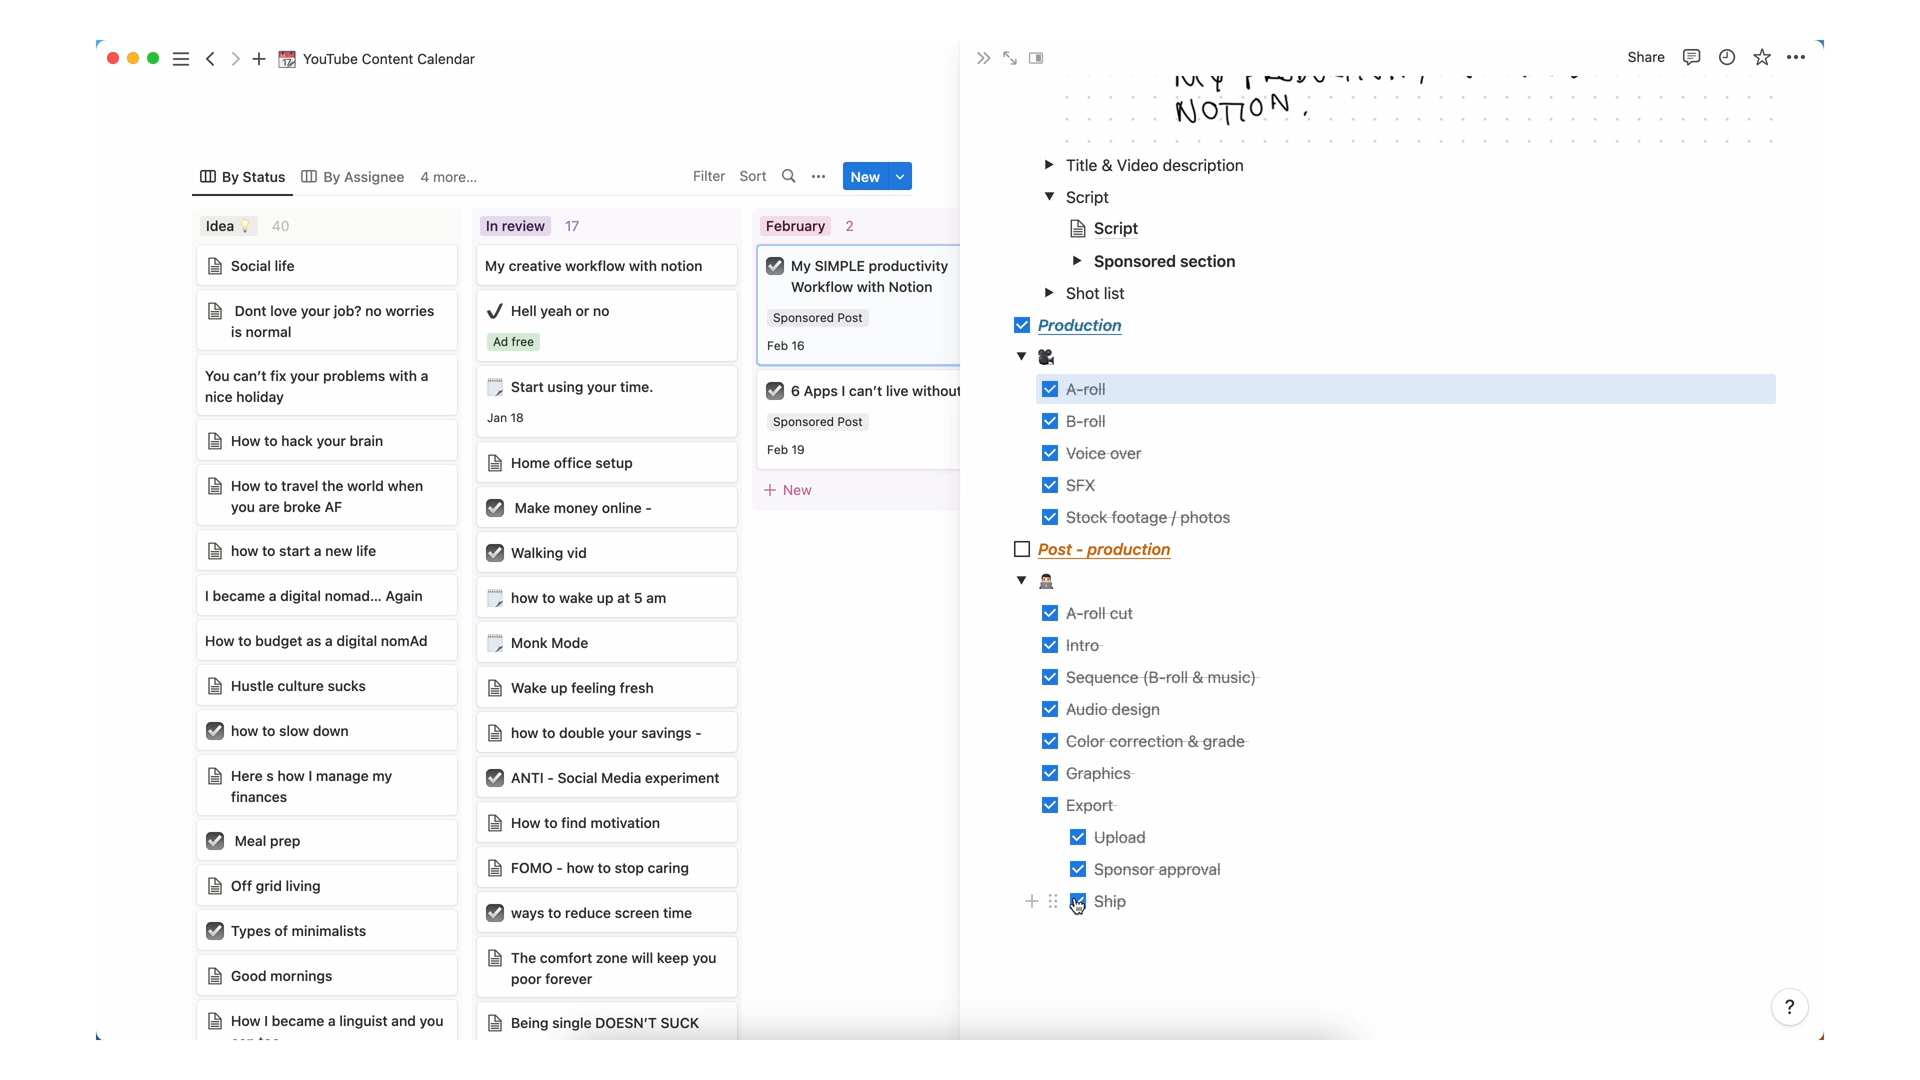 YouTube Content Calendar
Share
By Status
By Assignee
4 more...
Filter
Sort
New
Idea 💡 40
Social life
Dont love your job? no worries
is normal
You can't fix your problems with a
nice holiday
How to hack your brain
How to travel the world when
you are broke AF
how to start a new life
I became a digital nomad... Again
How to budget as a digital nomAd
Hustle culture sucks
how to slow down
Here s how I manage my
finances
Meal prep
Off grid living
Types of minimalists
Good mornings
How I became a linguist and you
In review 17
My creative workflow with notion
Hell yeah or no
Ad free
Start using your time.
Jan 18
Home office setup
Make money online -
Walking vid
how to wake up at 5 am
Monk Mode
Wake up feeling fresh
how to double your savings -
ANTI - Social Media experiment
How to find motivation
FOMO - how to stop caring
ways to reduce screen time
The comfort zone will keep you
poor forever
Being single DOESN'T SUCK
February 2
My SIMPLE productivity
Workflow with Notion
Sponsored Post
Feb 16
6 Apps I can't live without
Sponsored Post
Feb 19
+ New
NOTION.
Title & Video description
Script
Script
Sponsored section
Shot list
Production
A-roll
B-roll
Voice over
SFX
Stock footage / photos
Post - production
A-roll cut
Intro
Sequence (B-roll & music)
Audio design
Color correction & grade
Graphics
Export
Upload
Sponsor approval
Ship
?